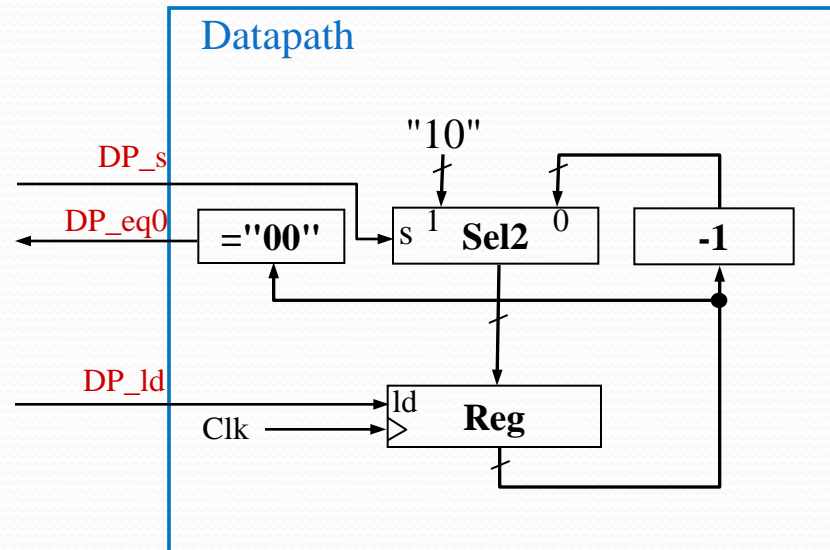 Datapath
"10"
DP_s
DP_eq0
="00"
s 1 Sel2 0
-1
DP_ld
ld
Clk
Reg